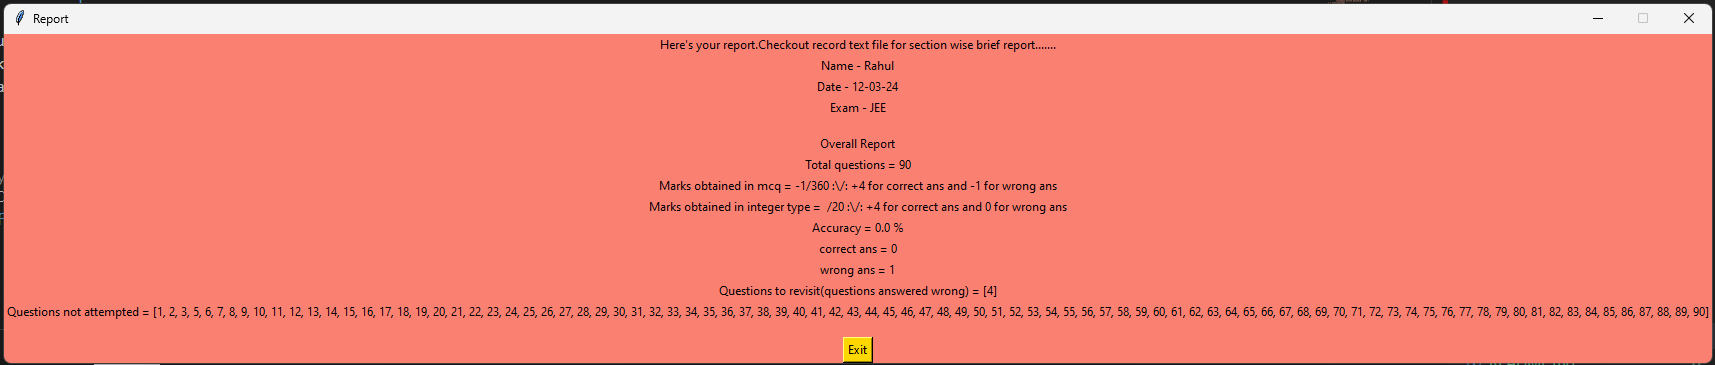 Report
Here's your report.Checkout record text file for section wise brief report.......
Name - Rahul
Date - 12-03-24
Exam - JEE
Overall Report
Total questions = 90
Marks obtained in mcq = -1/360 :\/: +4 for correct ans and -1 for wrong ans
Marks obtained in integer type =  /20 :\/: +4 for correct ans and 0 for wrong ans
Accuracy = 0.0 %
correct ans = 0
wrong ans = 1
Questions to revisit(questions answered wrong) = [4]
Questions not attempted = [1, 2, 3, 5, 6, 7, 8, 9, 10, 11, 12, 13, 14, 15, 16, 17, 18, 19, 20, 21, 22, 23, 24, 25, 26, 27, 28, 29, 30, 31, 32, 33, 34, 35, 36, 37, 38, 39, 40, 41, 42, 43, 44, 45, 46, 47, 48, 49, 50, 51, 52, 53, 54, 55, 56, 57, 58, 59, 60, 61, 62, 63, 64, 65, 66, 67, 68, 69, 70, 71, 72, 73, 74, 75, 76, 77, 78, 79, 80, 81, 82, 83, 84, 85, 86, 87, 88, 89, 90]
Exit